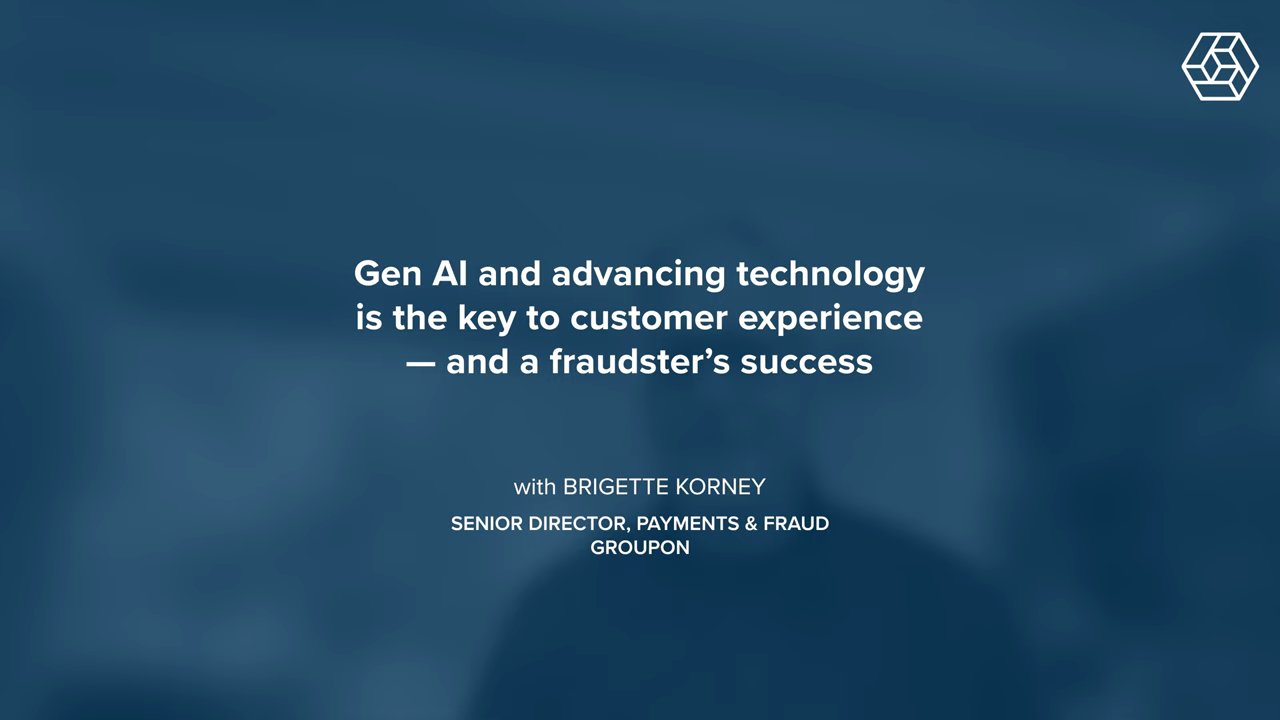 Gen AI and advancing technology
is the key to customer experience
— and a fraudster’s success
with BRIGETTE KORNEY
SENIOR DIRECTOR, PAYMENTS & FRAUD
GROUPON